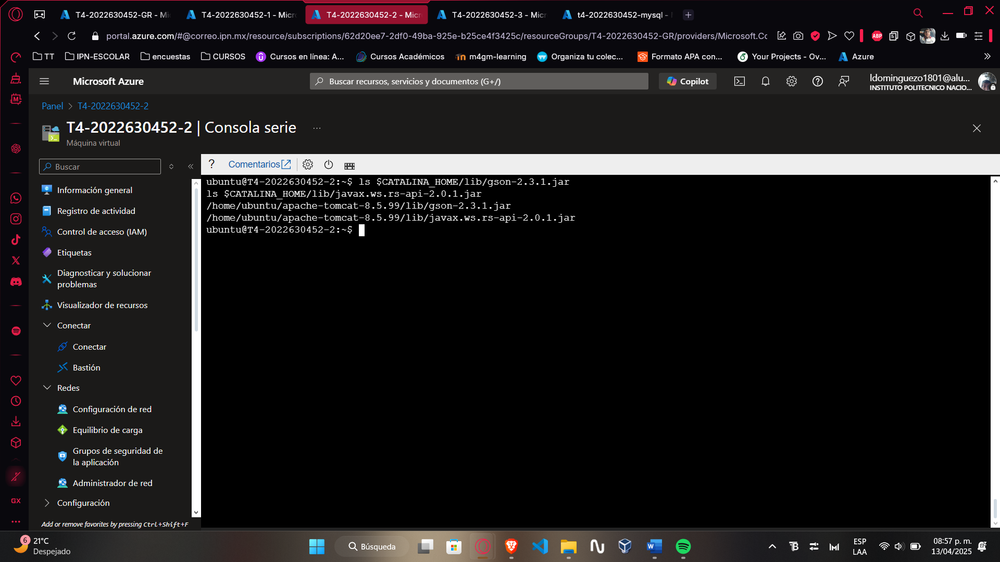 T4-2022630452-GR - Mi
T4-2022630452-1 - Micr
T4-2022630452-2 - Micr
T4-2022630452-3 - Micr
t4-2022630452-mysql -
portal.azure.com/#@correo.ipn.mx/resource/subscriptions/62d20ee7-2df0-49ba-925e-b25ce4f3425c/resourceGroups/T4-2022630452-GR/providers/Microsoft.Cc
ABP
TT
IPN-ESCOLAR
encuestas
CURSOS
Cursos en línea: A...
Cursos Académicos
m4gm-learning
Organiza tu colec...
Formato APA con...
Your Projects - Ov...
Azure
Microsoft Azure
Buscar recursos, servicios y documentos (G+/)
Copilot
ldominguezo1801@alu...
INSTITUTO POLITECNICO NACIO...
Panel > T4-2022630452-2
T4-2022630452-2 | Consola serie ...
Máquina virtual
Buscar
Información general
Registro de actividad
Control de acceso (IAM)
Etiquetas
Diagnosticar y solucionar
problemas
Visualizador de recursos
Conectar
Conectar
Bastión
Redes
Configuración de red
Equilibrio de carga
Grupos de seguridad de
la aplicación
Administrador de red
Configuración
Add or remove favorites by pressing Ctrl+Shift+F
? Comentarios
ubuntu@T4-2022630452-2:~$ ls $CATALINA_HOME/lib/gson-2.3.1.jar
ls $CATALINA_HOME/lib/javax.ws.rs-api-2.0.1.jar
/home/ubuntu/apache-tomcat-8.5.99/lib/gson-2.3.1.jar
/home/ubuntu/apache-tomcat-8.5.99/lib/javax.ws.rs-api-2.0.1.jar
ubuntu@T4-2022630452-2:~$
GX
6
21°C
Despejado
Búsqueda
ESP
LAA
08:57 p. m.
13/04/2025